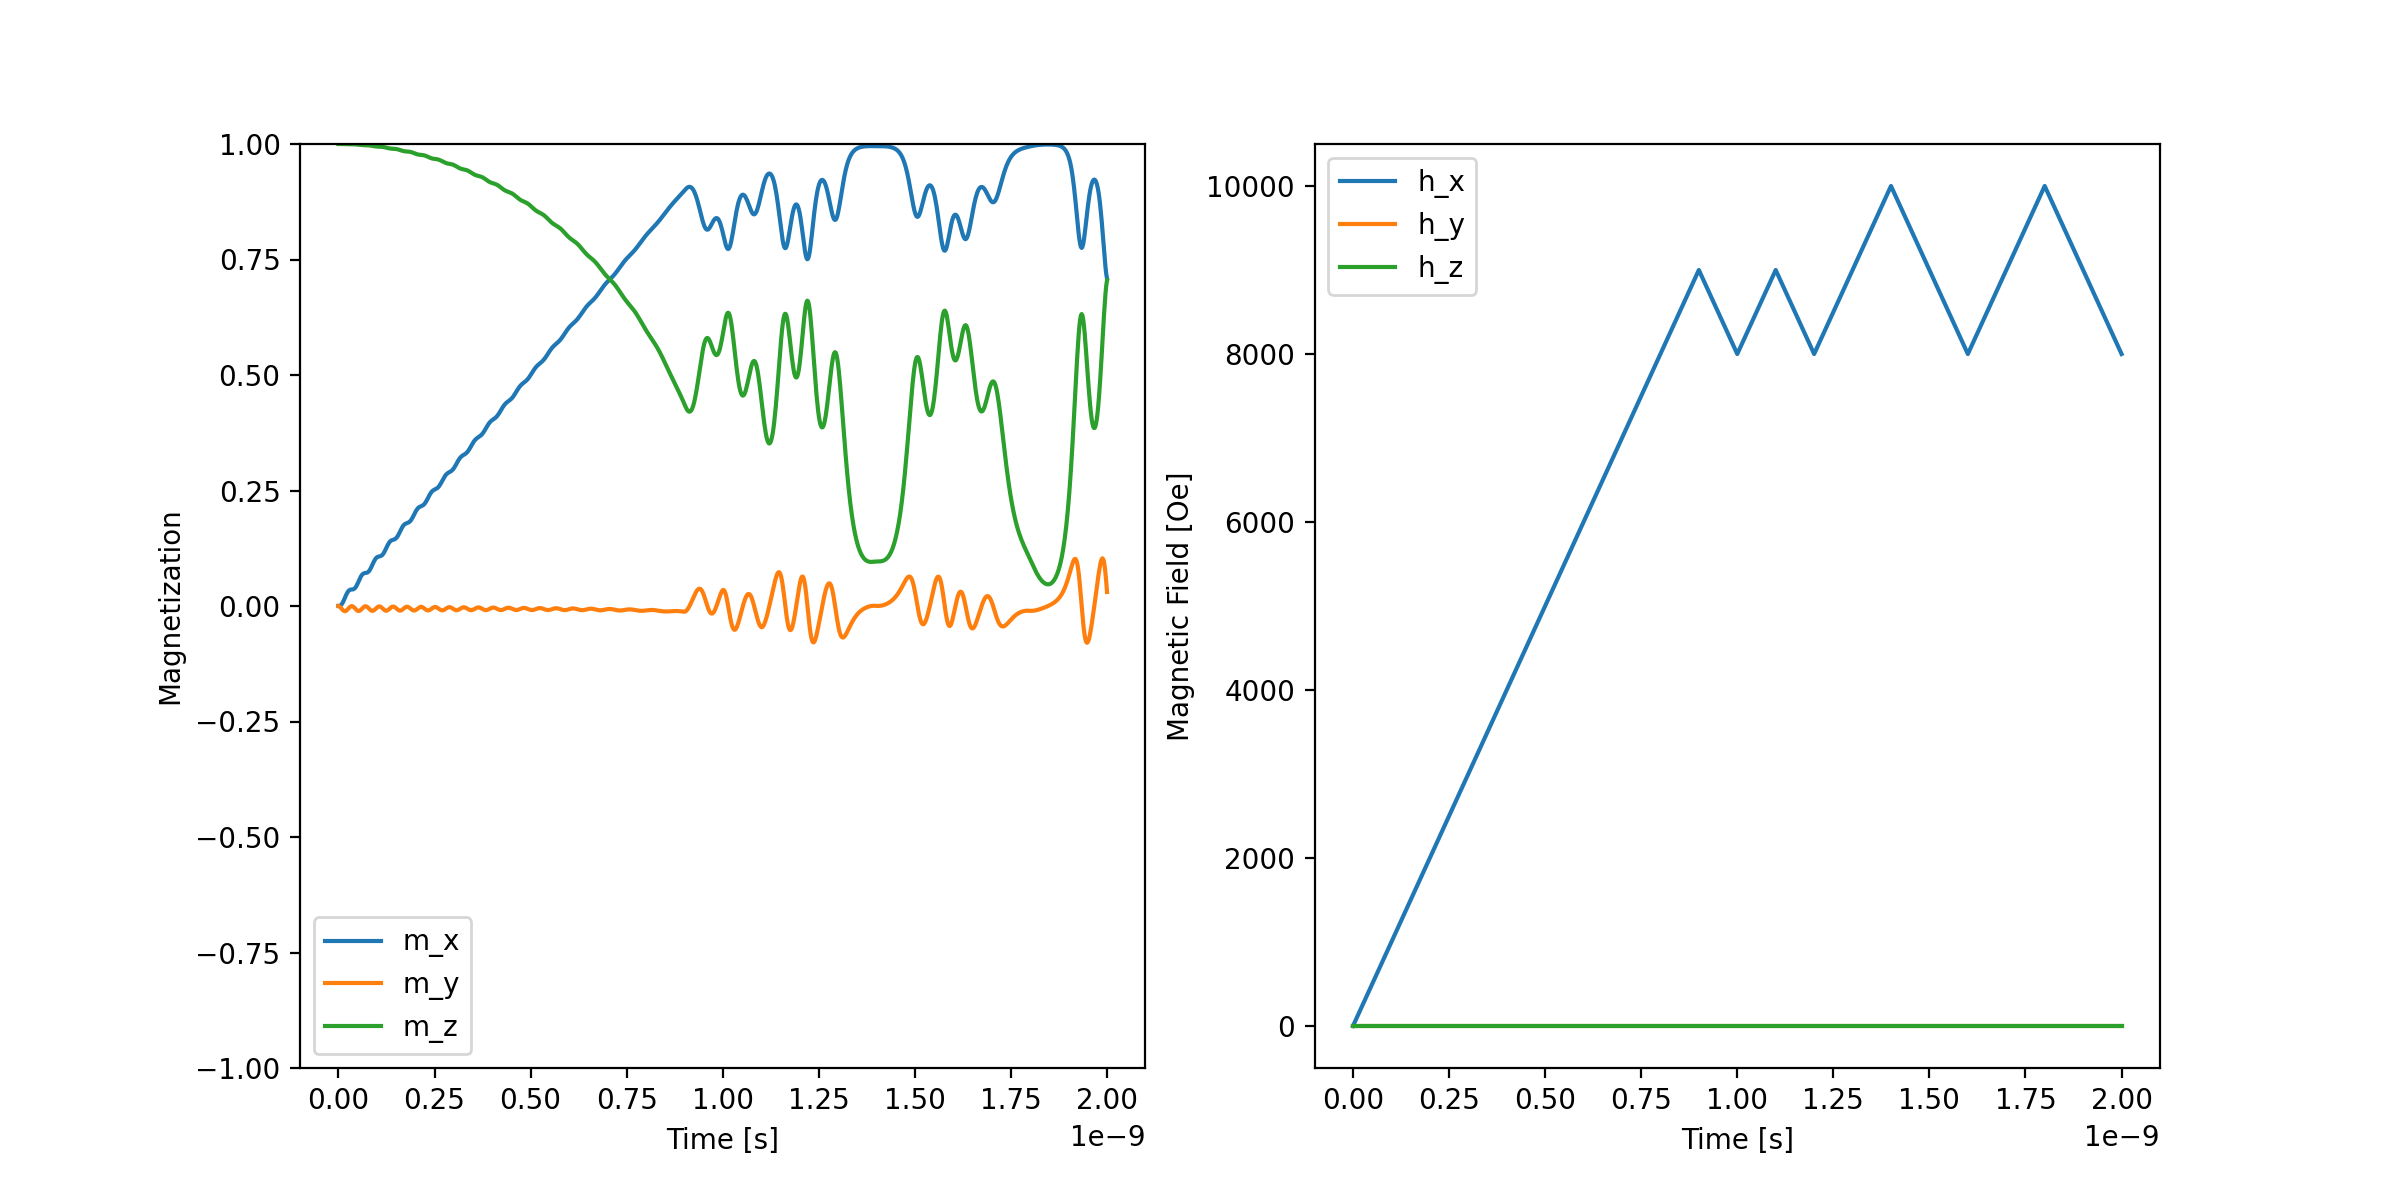 1.00
0.75
0.50
0.25
0.00
−0.25
−0.50
−0.75
−1.00
Magnetization
m_x
m_y
m_z
0.00 0.25 0.50 0.75 1.00 1.25 1.50 1.75 2.00
Time [s]
1e−9
10000
8000
6000
4000
2000
0
Magnetic Field [Oe]
h_x
h_y
h_z
0.00 0.25 0.50 0.75 1.00 1.25 1.50 1.75 2.00
Time [s]
1e−9